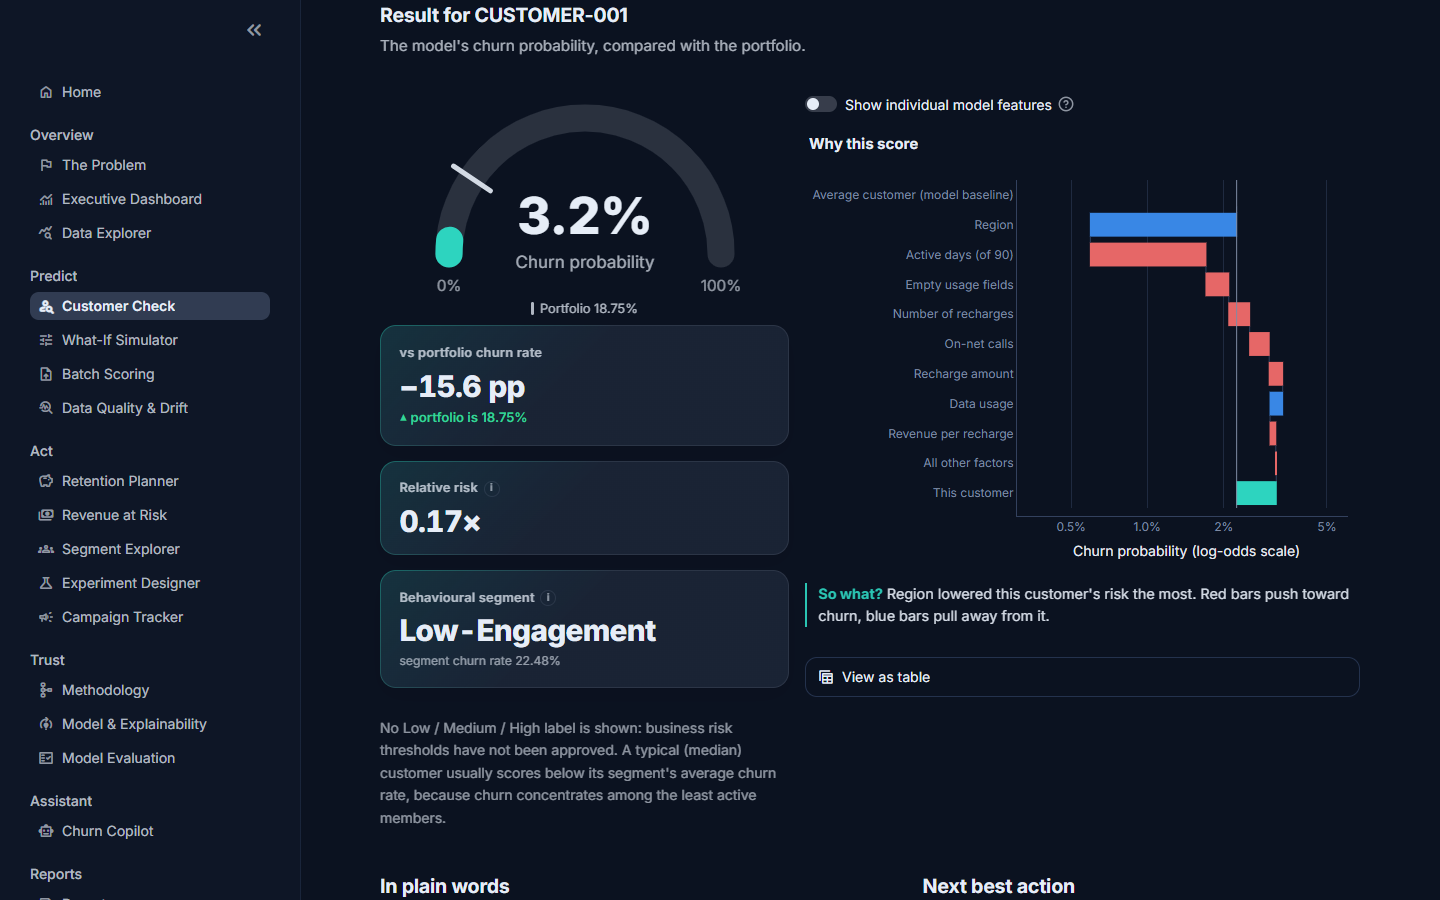 Home
Overview
The Problem
Executive Dashboard
Data Explorer
Predict
Customer Check
What-If Simulator
Batch Scoring
Data Quality & Drift
Act
Retention Planner
Revenue at Risk
Segment Explorer
Experiment Designer
Campaign Tracker
Trust
Methodology
Model & Explainability
Model Evaluation
Assistant
Churn Copilot
Reports
Result for CUSTOMER-001
The model's churn probability, compared with the portfolio.
3.2%
Churn probability
0%
100%
Portfolio 18.75%
vs portfolio churn rate
−15.6 pp
▲ portfolio is 18.75%
Relative risk i
0.17×
Behavioural segment i
Low-Engagement
segment churn rate 22.48%
No Low / Medium / High label is shown: business risk
thresholds have not been approved. A typical (median)
customer usually scores below its segment's average churn
rate, because churn concentrates among the least active
members.
Show individual model features ?
Why this score
Average customer (model baseline)
Region
Active days (of 90)
Empty usage fields
Number of recharges
On-net calls
Recharge amount
Data usage
Revenue per recharge
All other factors
This customer
0.5% 1.0% 2% 5%
Churn probability (log-odds scale)
So what? Region lowered this customer's risk the most. Red bars push toward
churn, blue bars pull away from it.
View as table
In plain words
Next best action